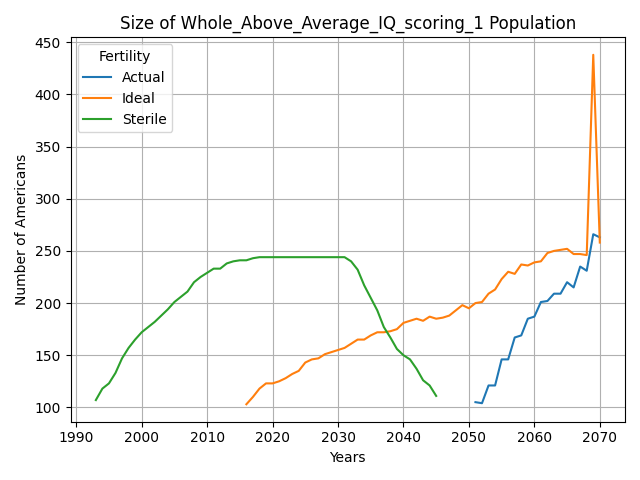 Size of Whole_Above_Average_IQ_scoring_1 Population
Number of Americans
450
400
350
300
250
200
150
100
Fertility
Actual
Ideal
Sterile
1990 2000 2010 2020 2030 2040 2050 2060 2070
Years